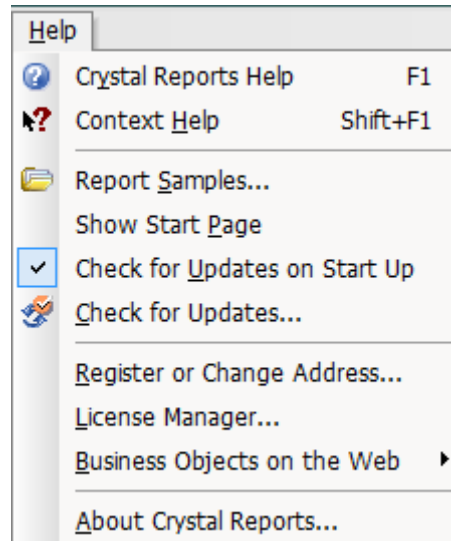 Help
Crystal Reports Help F1
Context Help Shift+F1
Report Samples...
Show Start Page
Check for Updates on Start Up
Check for Updates...
Register or Change Address...
License Manager...
Business Objects on the Web
About Crystal Reports...